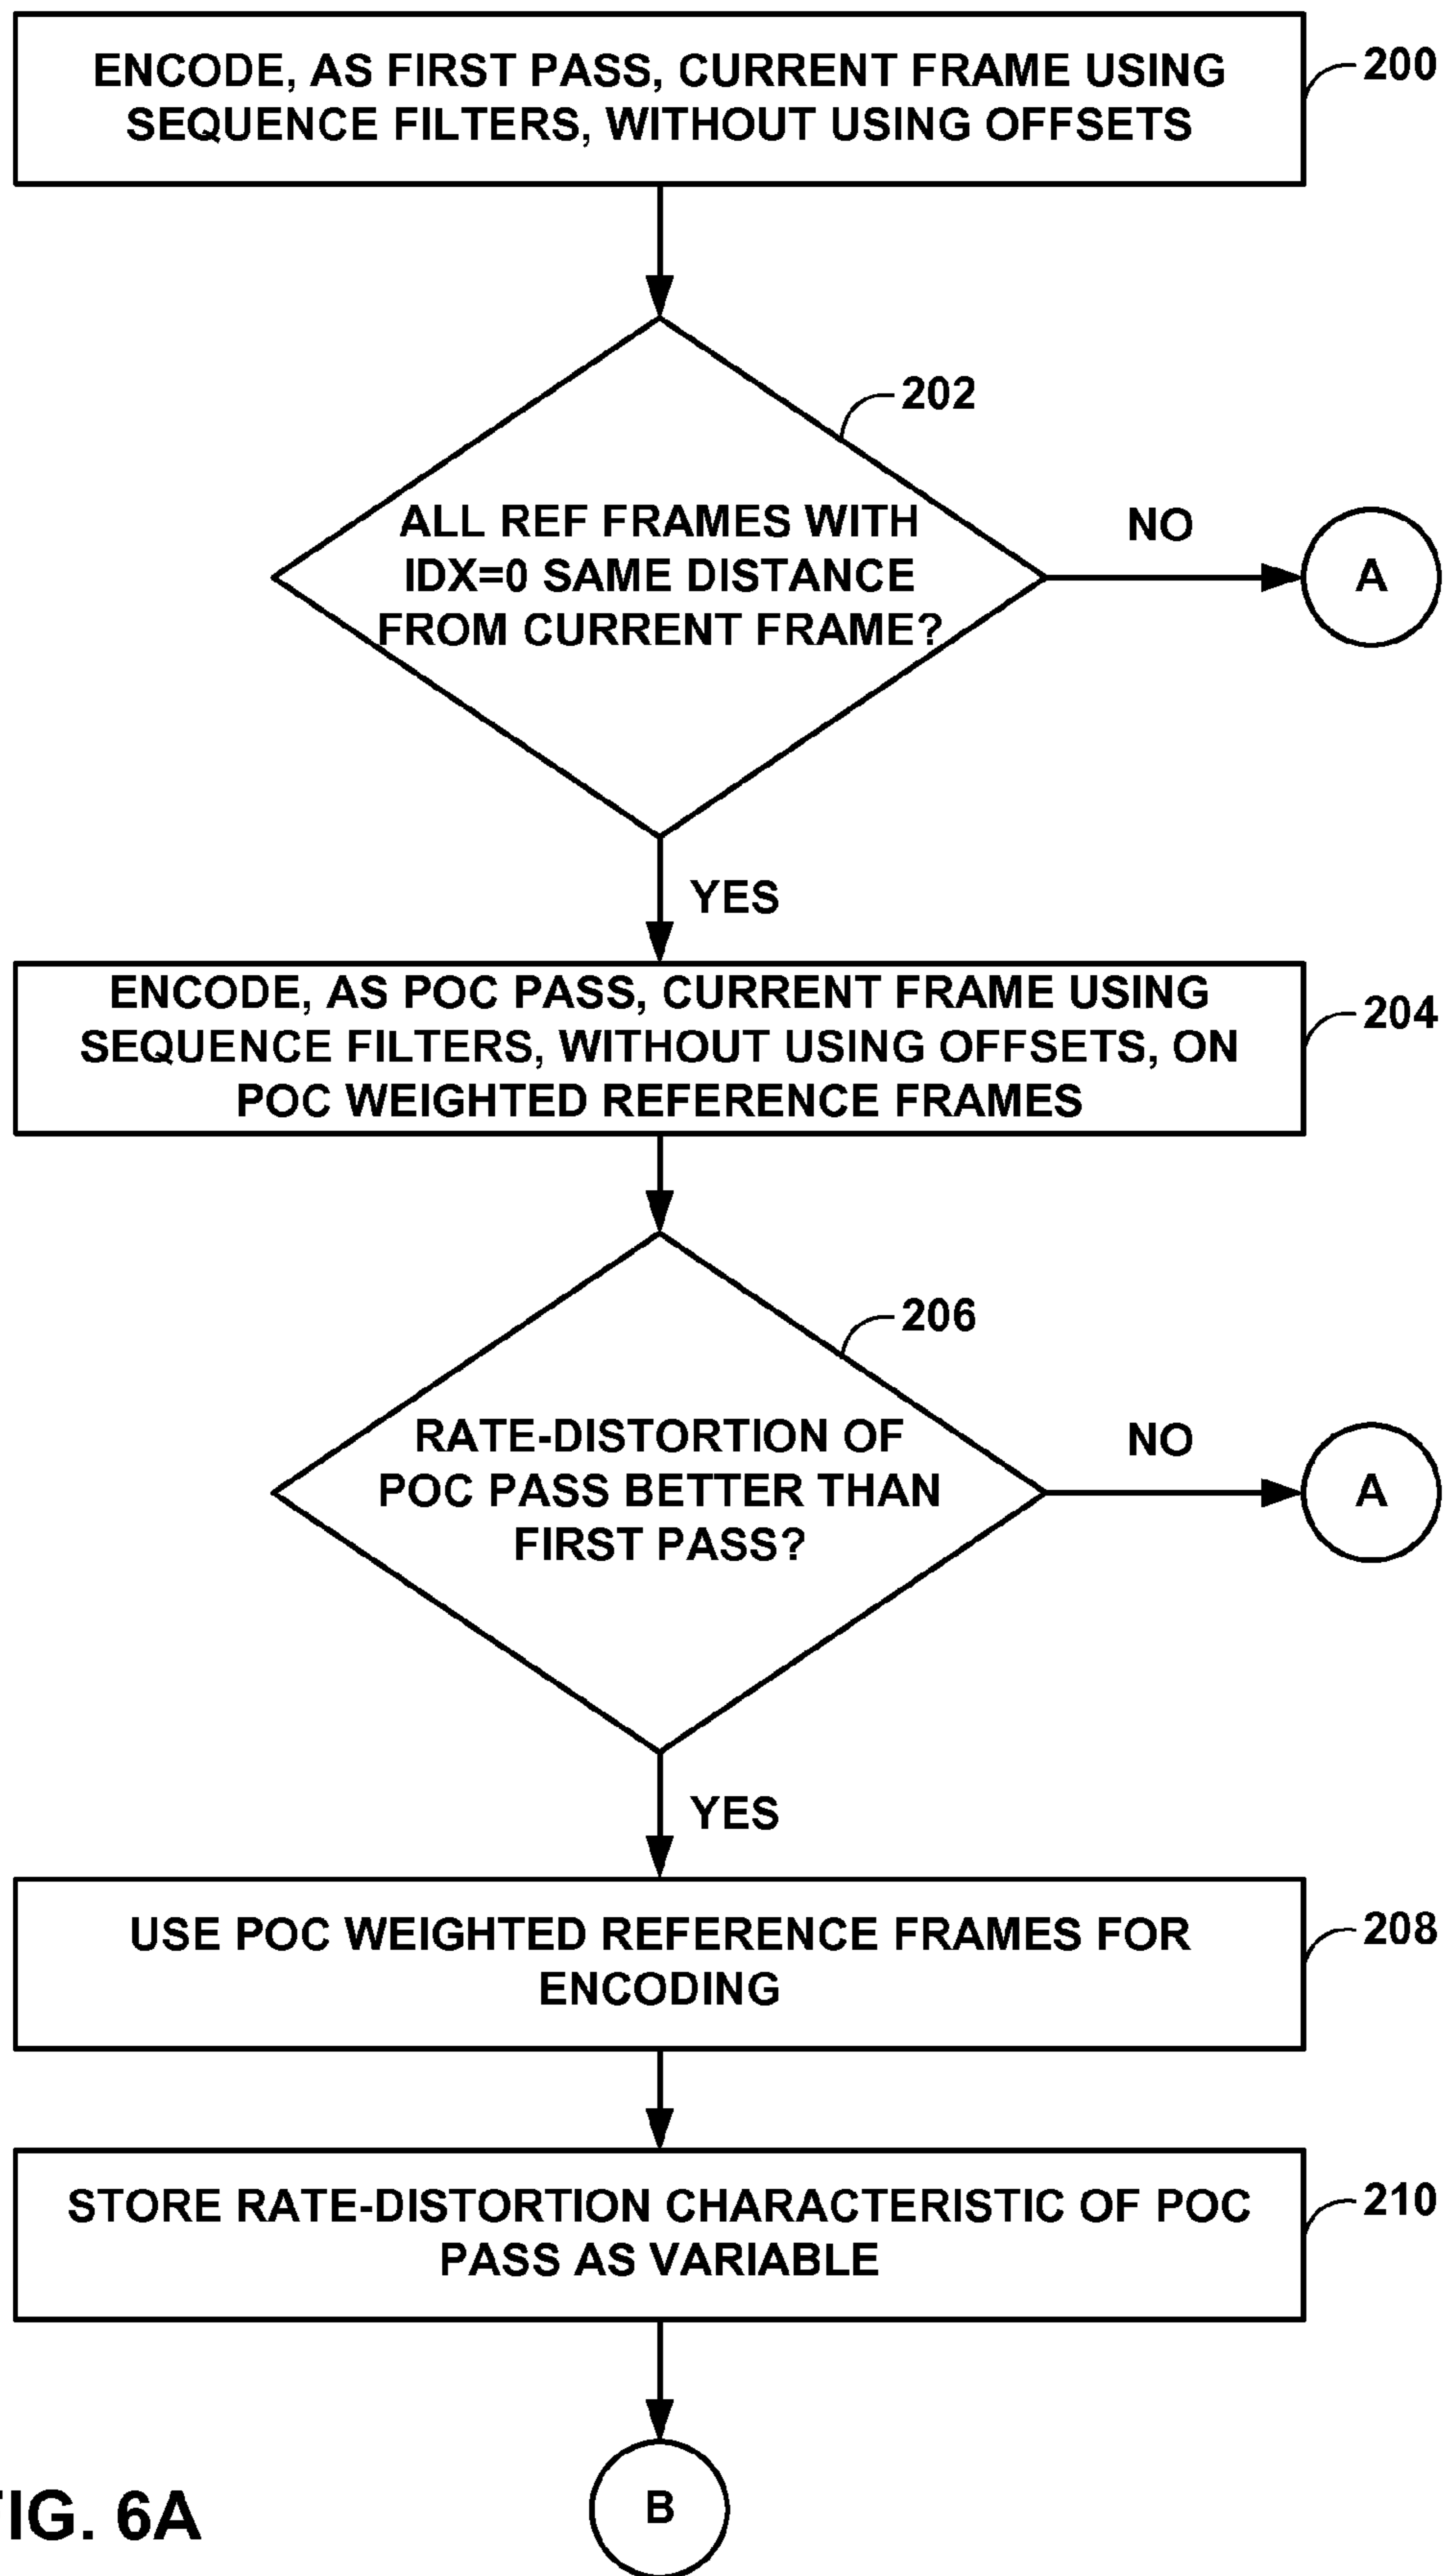 ENCODE, AS FIRST PASS, CURRENT FRAME USING
SEQUENCE FILTERS, WITHOUT USING OFFSETS
200
202
ALL REF FRAMES WITH
IDX=0 SAME DISTANCE
FROM CURRENT FRAME?
NO
A
YES
ENCODE, AS POC PASS, CURRENT FRAME USING
SEQUENCE FILTERS, WITHOUT USING OFFSETS, ON
POC WEIGHTED REFERENCE FRAMES
204
206
RATE-DISTORTION OF
POC PASS BETTER THAN
FIRST PASS?
NO
A
YES
USE POC WEIGHTED REFERENCE FRAMES FOR
ENCODING
208
STORE RATE-DISTORTION CHARACTERISTIC OF POC
PASS AS VARIABLE
210
B
FIG. 6A